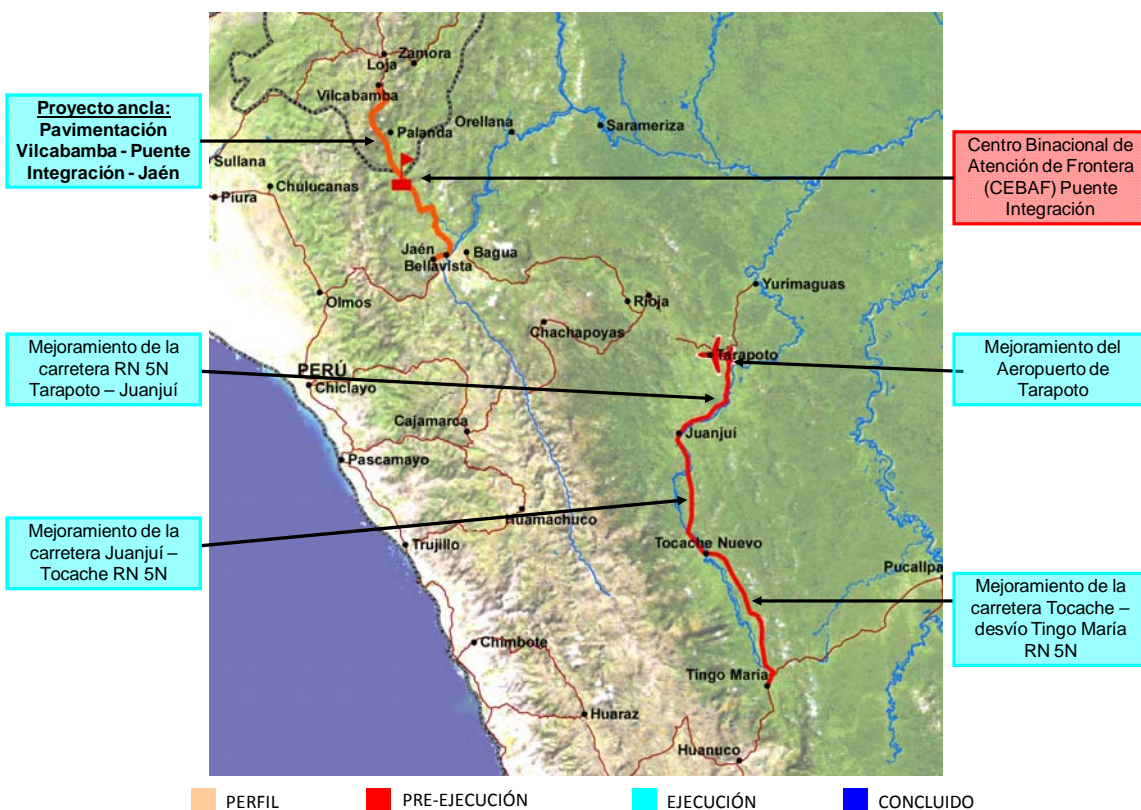 Proyecto ancla:
Pavimentación
Vilcabamba - Puente
Integración - Jaén
Mejoramiento de la
carretera RN 5N
Tarapoto – Juanjuí
Mejoramiento de la
carretera Juanjuí –
Tocache RN 5N
Zamora
Loja
Vilcabamba
Palanda
Orellana
Sarameriza
Sullana
Chulucanas
Piura
Jaén
Bellavista
Bagua
Olmos
Rioja
Yurimaguas
Chachapoyas
Tarapoto
PERÚ
Chiclayo
Cajamarca
Juanjuí
Pascamayo
Huamachuco
Trujillo
Tocache Nuevo
Pucallpa
Chimbote
Tingo María
Huaraz
Huanuco
Centro Binacional de
Atención de Frontera
(CEBAF) Puente
Integración
Mejoramiento del
Aeropuerto de
Tarapoto
Mejoramiento de la
carretera Tocache –
desvío Tingo María
RN 5N
PERFIL
PRE-EJECUCIÓN
EJECUCIÓN
CONCLUIDO